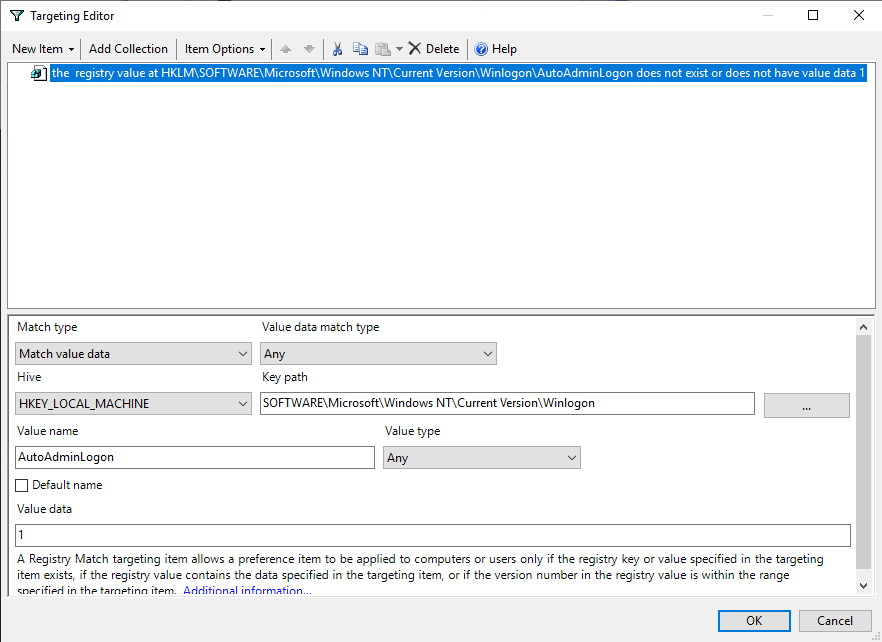 Targeting Editor
New Item Add Collection Item Options Delete Help
the registry value at HKLM\SOFTWARE\Microsoft\Windows NT\Current Version\Winlogon\AutoAdminLogon does not exist or does not have value data 1
Match type Value data match type
Match value data Any
Hive Key path
HKEY_LOCAL_MACHINE SOFTWARE\Microsoft\Windows NT\Current Version\Winlogon ...
Value name Value type
AutoAdminLogon Any
Default name
Value data
1
A Registry Match targeting item allows a preference item to be applied to computers or users only if the registry key or value specified in the targeting
item exists, if the registry value contains the data specified in the targeting item, or if the version number in the registry value is within the range
specified in the targeting item. Additional information...
OK Cancel